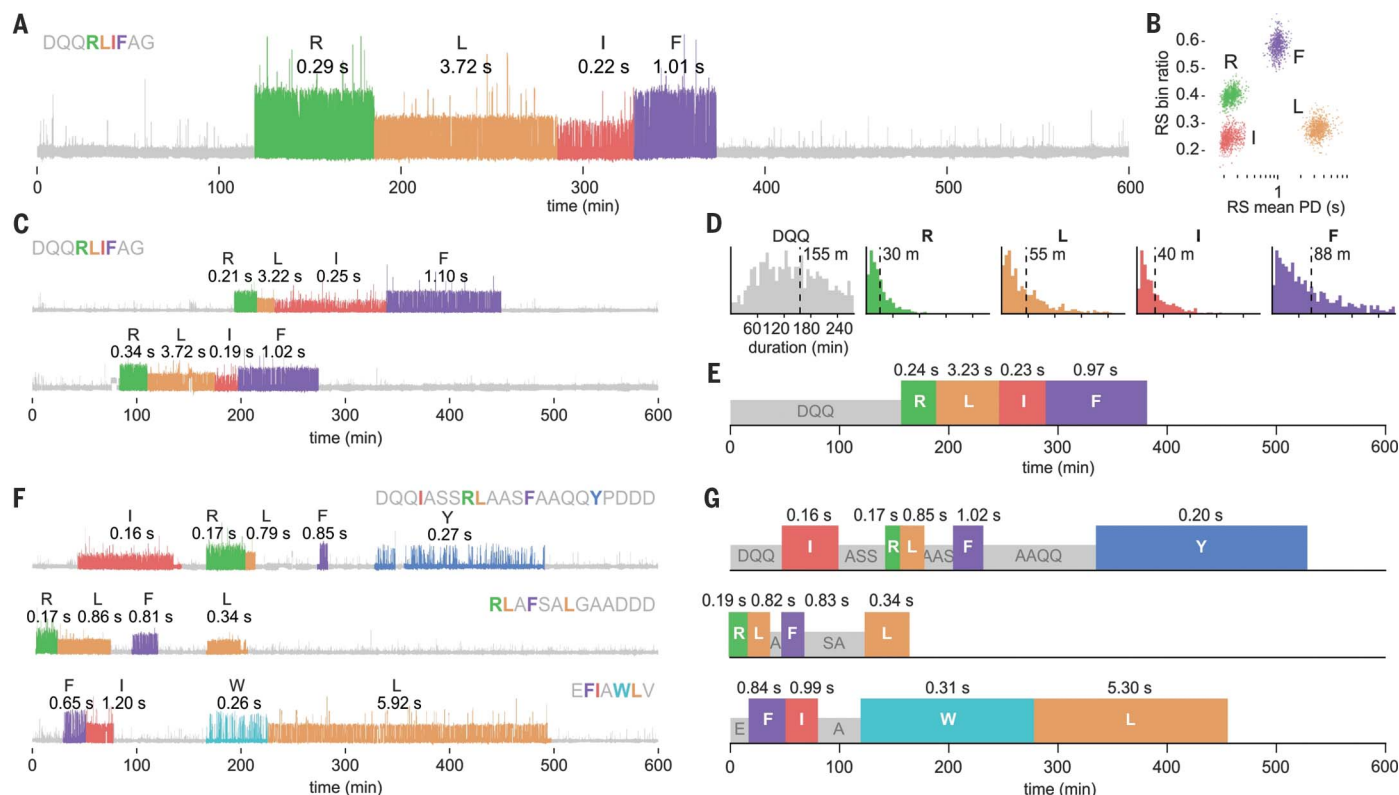 A
DQQRLIFAG
R L I F
0.29 s 3.72 s 0.22 s 1.01 s
0 100 200 300 400 500 600
time (min)
B
RS bin ratio
0.6
0.5
0.4
0.3
0.2
R F
I L
1
RS mean PD (s)
C
DQQRLIFAG
R L I F
0.21 s 3.22 s 0.25 s 1.10 s
R L I F
0.34 s 3.72 s 0.19 s 1.02 s
0 100 200 300 400 500 600
time (min)
D
DQQ R L I F
155 m 30 m 55 m 40 m 88 m
60 120 180 240
duration (min)
E
0.24 s 3.23 s 0.23 s 0.97 s
DQQ R L I F
0 100 200 300 400 500 600
time (min)
F
DQQIASSRLAASFAAQQYPDDD
I R L F Y
0.16 s 0.17 s 0.79 s 0.85 s 0.27 s
RLAFSALGAADDD
R L F L
0.17 s 0.86 s 0.81 s 0.34 s
EFIAWLV
F I W L
0.65 s 1.20 s 0.26 s 5.92 s
0 100 200 300 400 500 600
time (min)
G
0.16 s 0.17 s 0.85 s 1.02 s 0.20 s
DQQ I ASS R L AAS F AAQQ Y
0.19 s 0.82 s 0.83 s 0.34 s
R L A F SA L
0.84 s 0.99 s 0.31 s 5.30 s
E F I A W L
0 100 200 300 400 500 600
time (min)